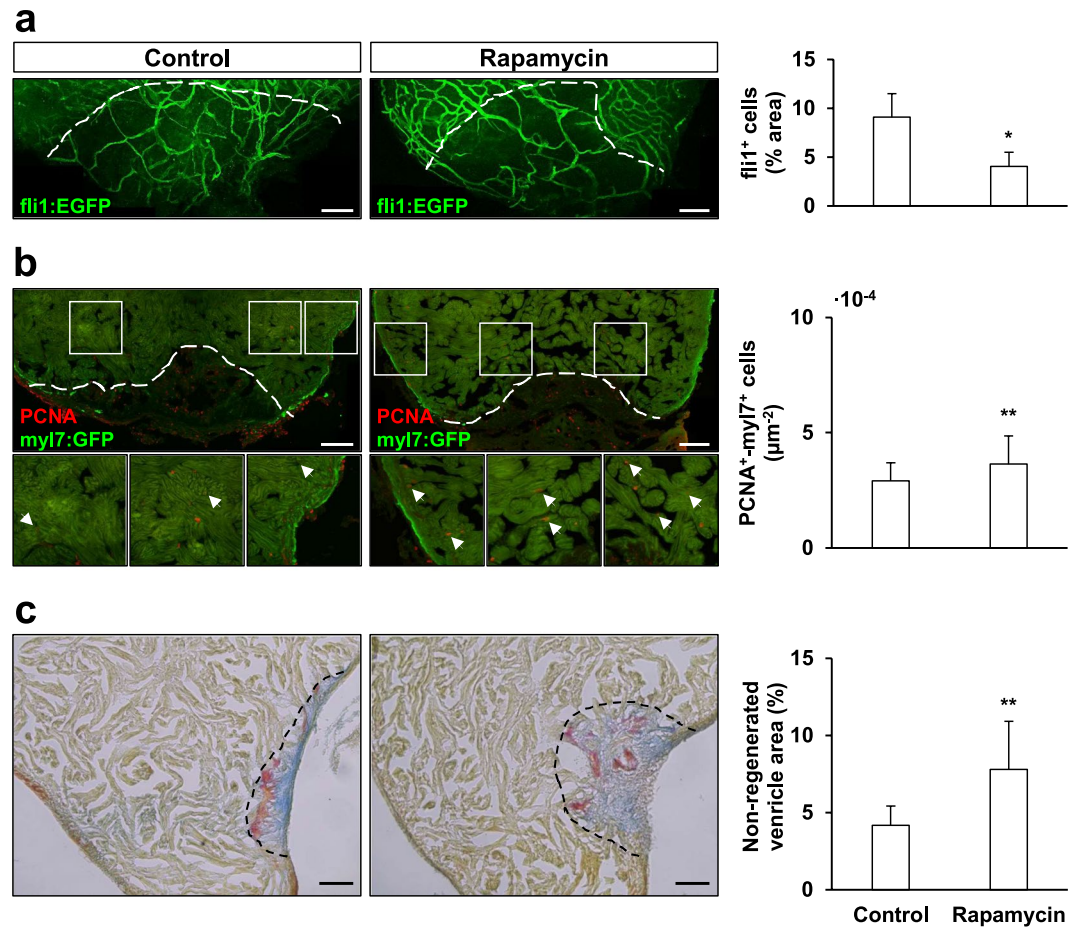 a
Control
Rapamycin
fli1:EGFP
fli1:EGFP
15
10
5
0
fli1⁺ cells
(% area)
*
b
PCNA
myl7:GFP
PCNA
myl7:GFP
·10⁻⁴
10
5
0
PCNA⁺-myl7⁺ cells
(µm⁻²)
**
c
15
10
5
0
Non-regenerated
venricle area (%)
**
Control
Rapamycin